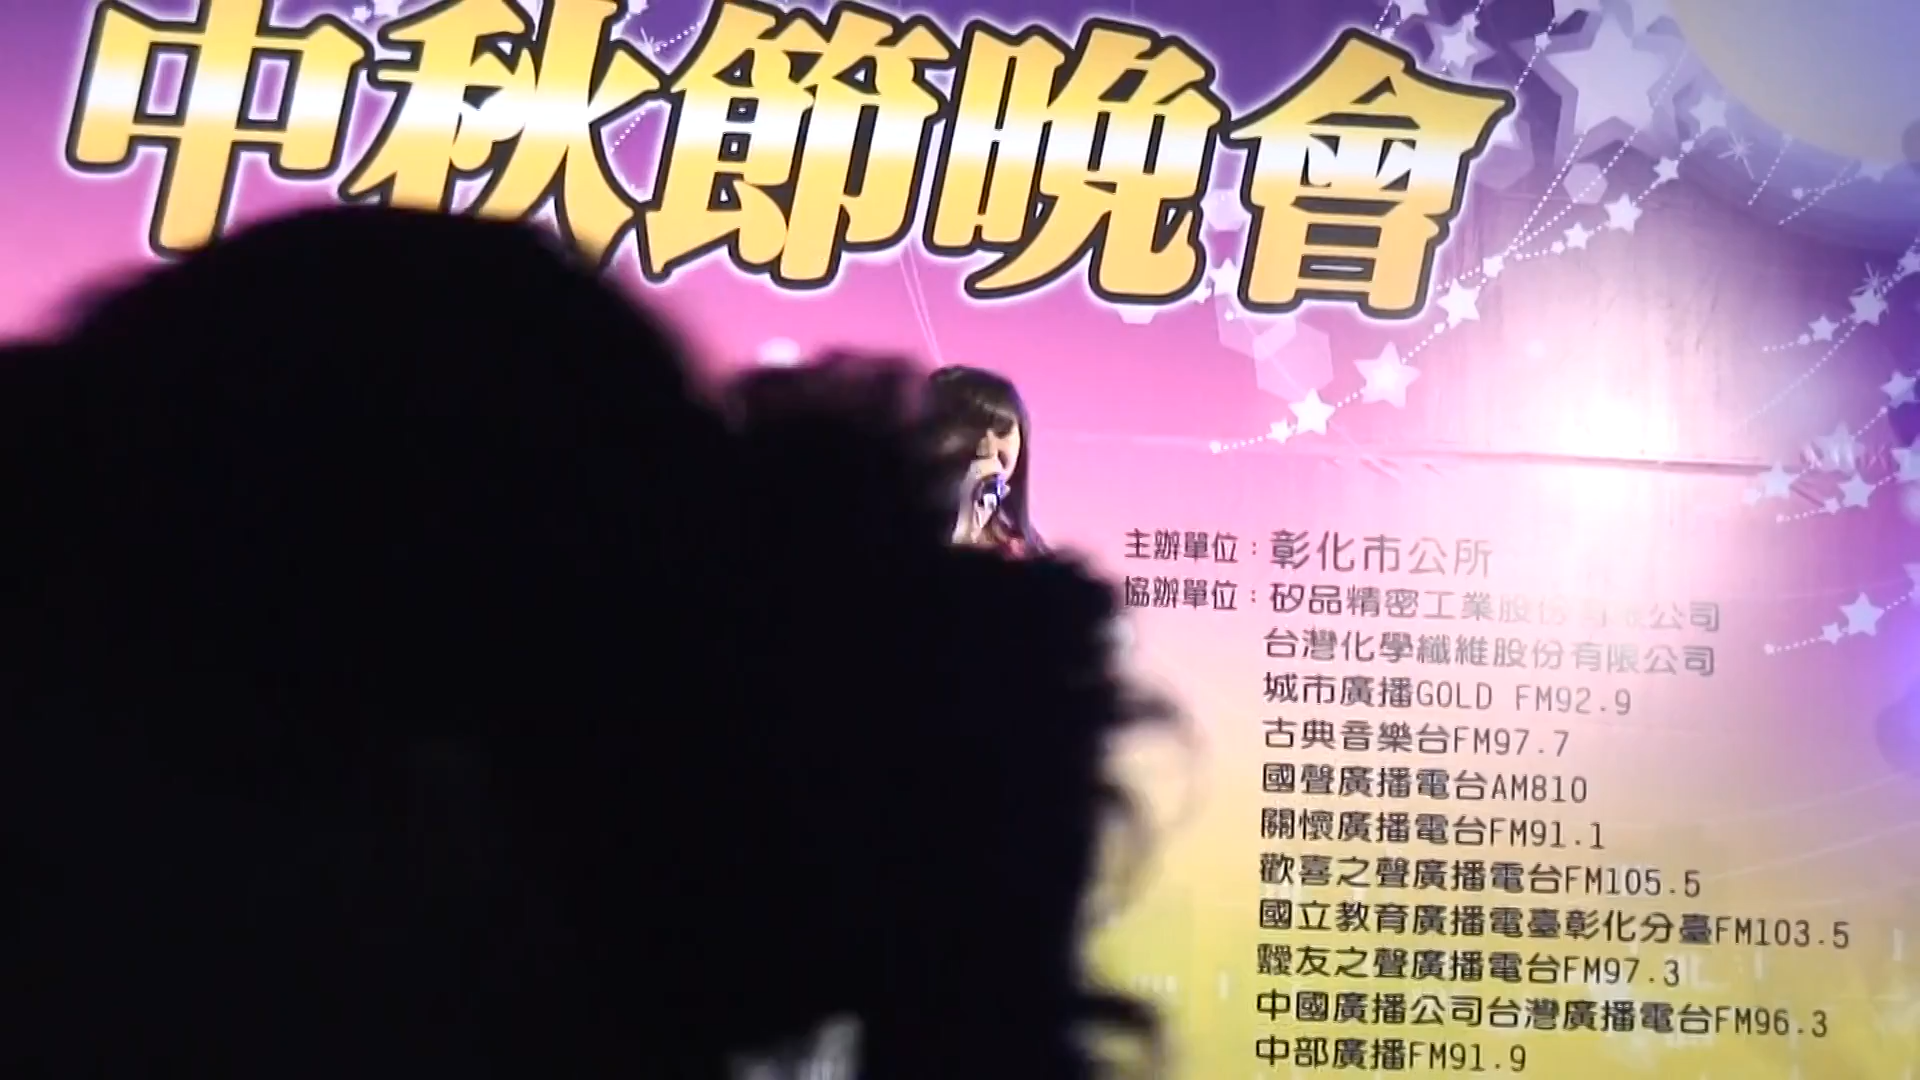 中秋節晚會
主辦單位:彰化市公所
協辦單位:矽品精密工業股份有限公司
台灣化學纖維股份有限公司
城市廣播GOLD FM92.9
古典音樂台FM97.7
國聲廣播電台AM810
關懷廣播電台FM91.1
歡喜之聲廣播電台FM105.5
國立教育廣播電臺彰化分臺FM103.5
靉友之聲廣播電台FM97.3
中國廣播公司台灣廣播電台FM96.3
中部廣播FM91.9